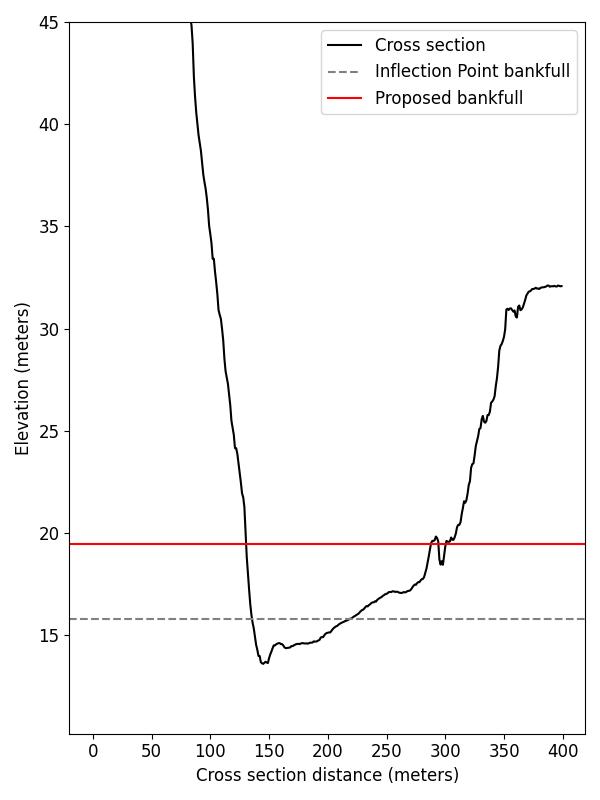 45
40
35
30
25
20
15
Elevation (meters)
Cross section
Inflection Point bankfull
Proposed bankfull
0 50 100 150 200 250 300 350 400
Cross section distance (meters)